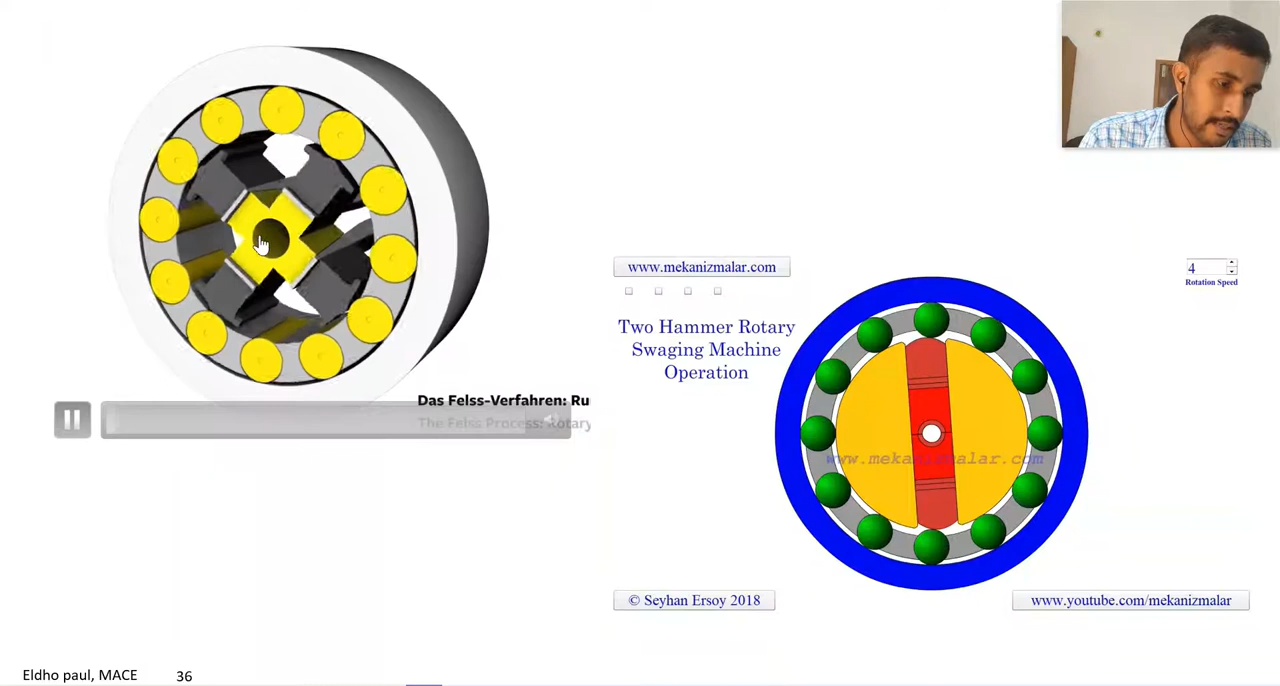 Das Felss-Verfahren: Ru
The Felss Process: Rotary
www.mekanizmalar.com
4
Rotation Speed
Two Hammer Rotary
Swaging Machine
Operation
www.mekanizmalar.com
© Seyhan Ersoy 2018
www.youtube.com/mekanizmalar
Eldho paul, MACE
36